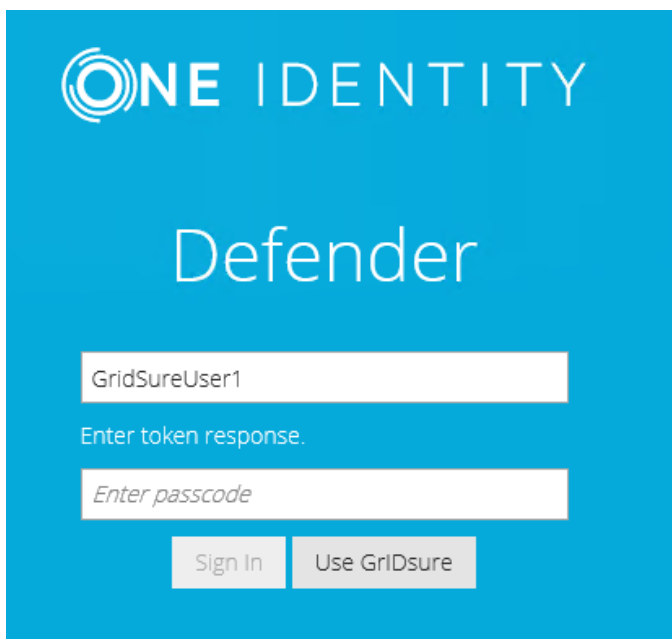 ONE IDENTITY
Defender
GridSureUser1
Enter token response.
Enter passcode
Sign In Use GrIDsure